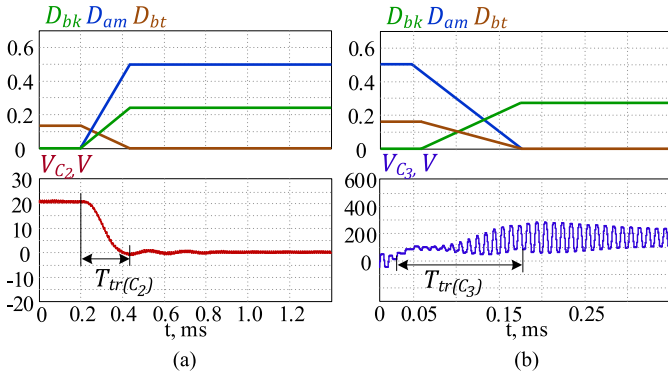 D_bk D_am D_bt
0.6
0.4
0.2
0
V_C2, V
30
20
10
0
-10
20
T_tr(C2)
0 0.2 0.4 0.6 0.8 1.0 1.2
t, ms
(a)
D_bk D_am D_bt
0.6
0.4
0.2
0
V_C3, V
600
400
200
0
T_tr(C3)
0 0.05 0.15 0.25
t, ms
(b)